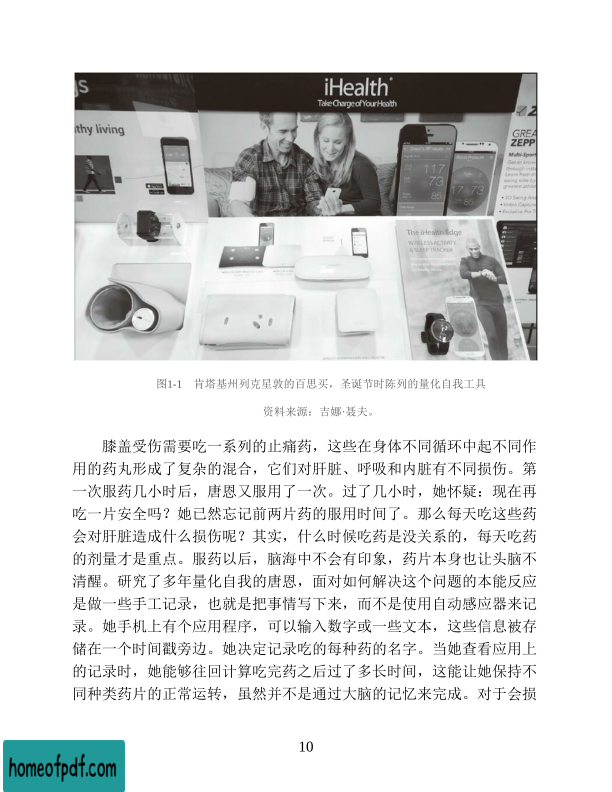 iHealth
Take Charge of Your Health
thy living
GREA
ZEPP
Multi-Sport
117
73
66
The iHealth Edge
WIRELESS ACTIVITY
& SLEEP TRACKER
图1-1 肯塔基州列克星敦的百思买，圣诞节时陈列的量化自我工具
资料来源：吉娜·聂夫。
膝盖受伤需要吃一系列的止痛药，这些在身体不同循环中起不同作
用的药丸形成了复杂的混合，它们对肝脏、呼吸和内脏有不同损伤。第
一次服药几小时后，唐恩又服用了一次。过了几小时，她怀疑：现在再
吃一片安全吗？她已然忘记前两片药的服用时间了。那么每天吃这些药
会对肝脏造成什么损伤呢？其实，什么时候吃药是没关系的，每天吃药
的剂量才是重点。服药以后，脑海中不会有印象，药片本身也让头脑不
清醒。研究了多年量化自我的唐恩，面对如何解决这个问题的本能反应
是做一些手工记录，也就是把事情写下来，而不是使用自动感应器来记
录。她手机上有个应用程序，可以输入数字或一些文本，这些信息被存
储在一个时间戳旁边。她决定记录吃的每种药的名字。当她查看应用上
的记录时，她能够往回计算吃完药之后过了多长时间，这能让她保持不
同种类药片的正常运转，虽然并不是通过大脑的记忆来完成。对于会损
10
homeofpdf.com